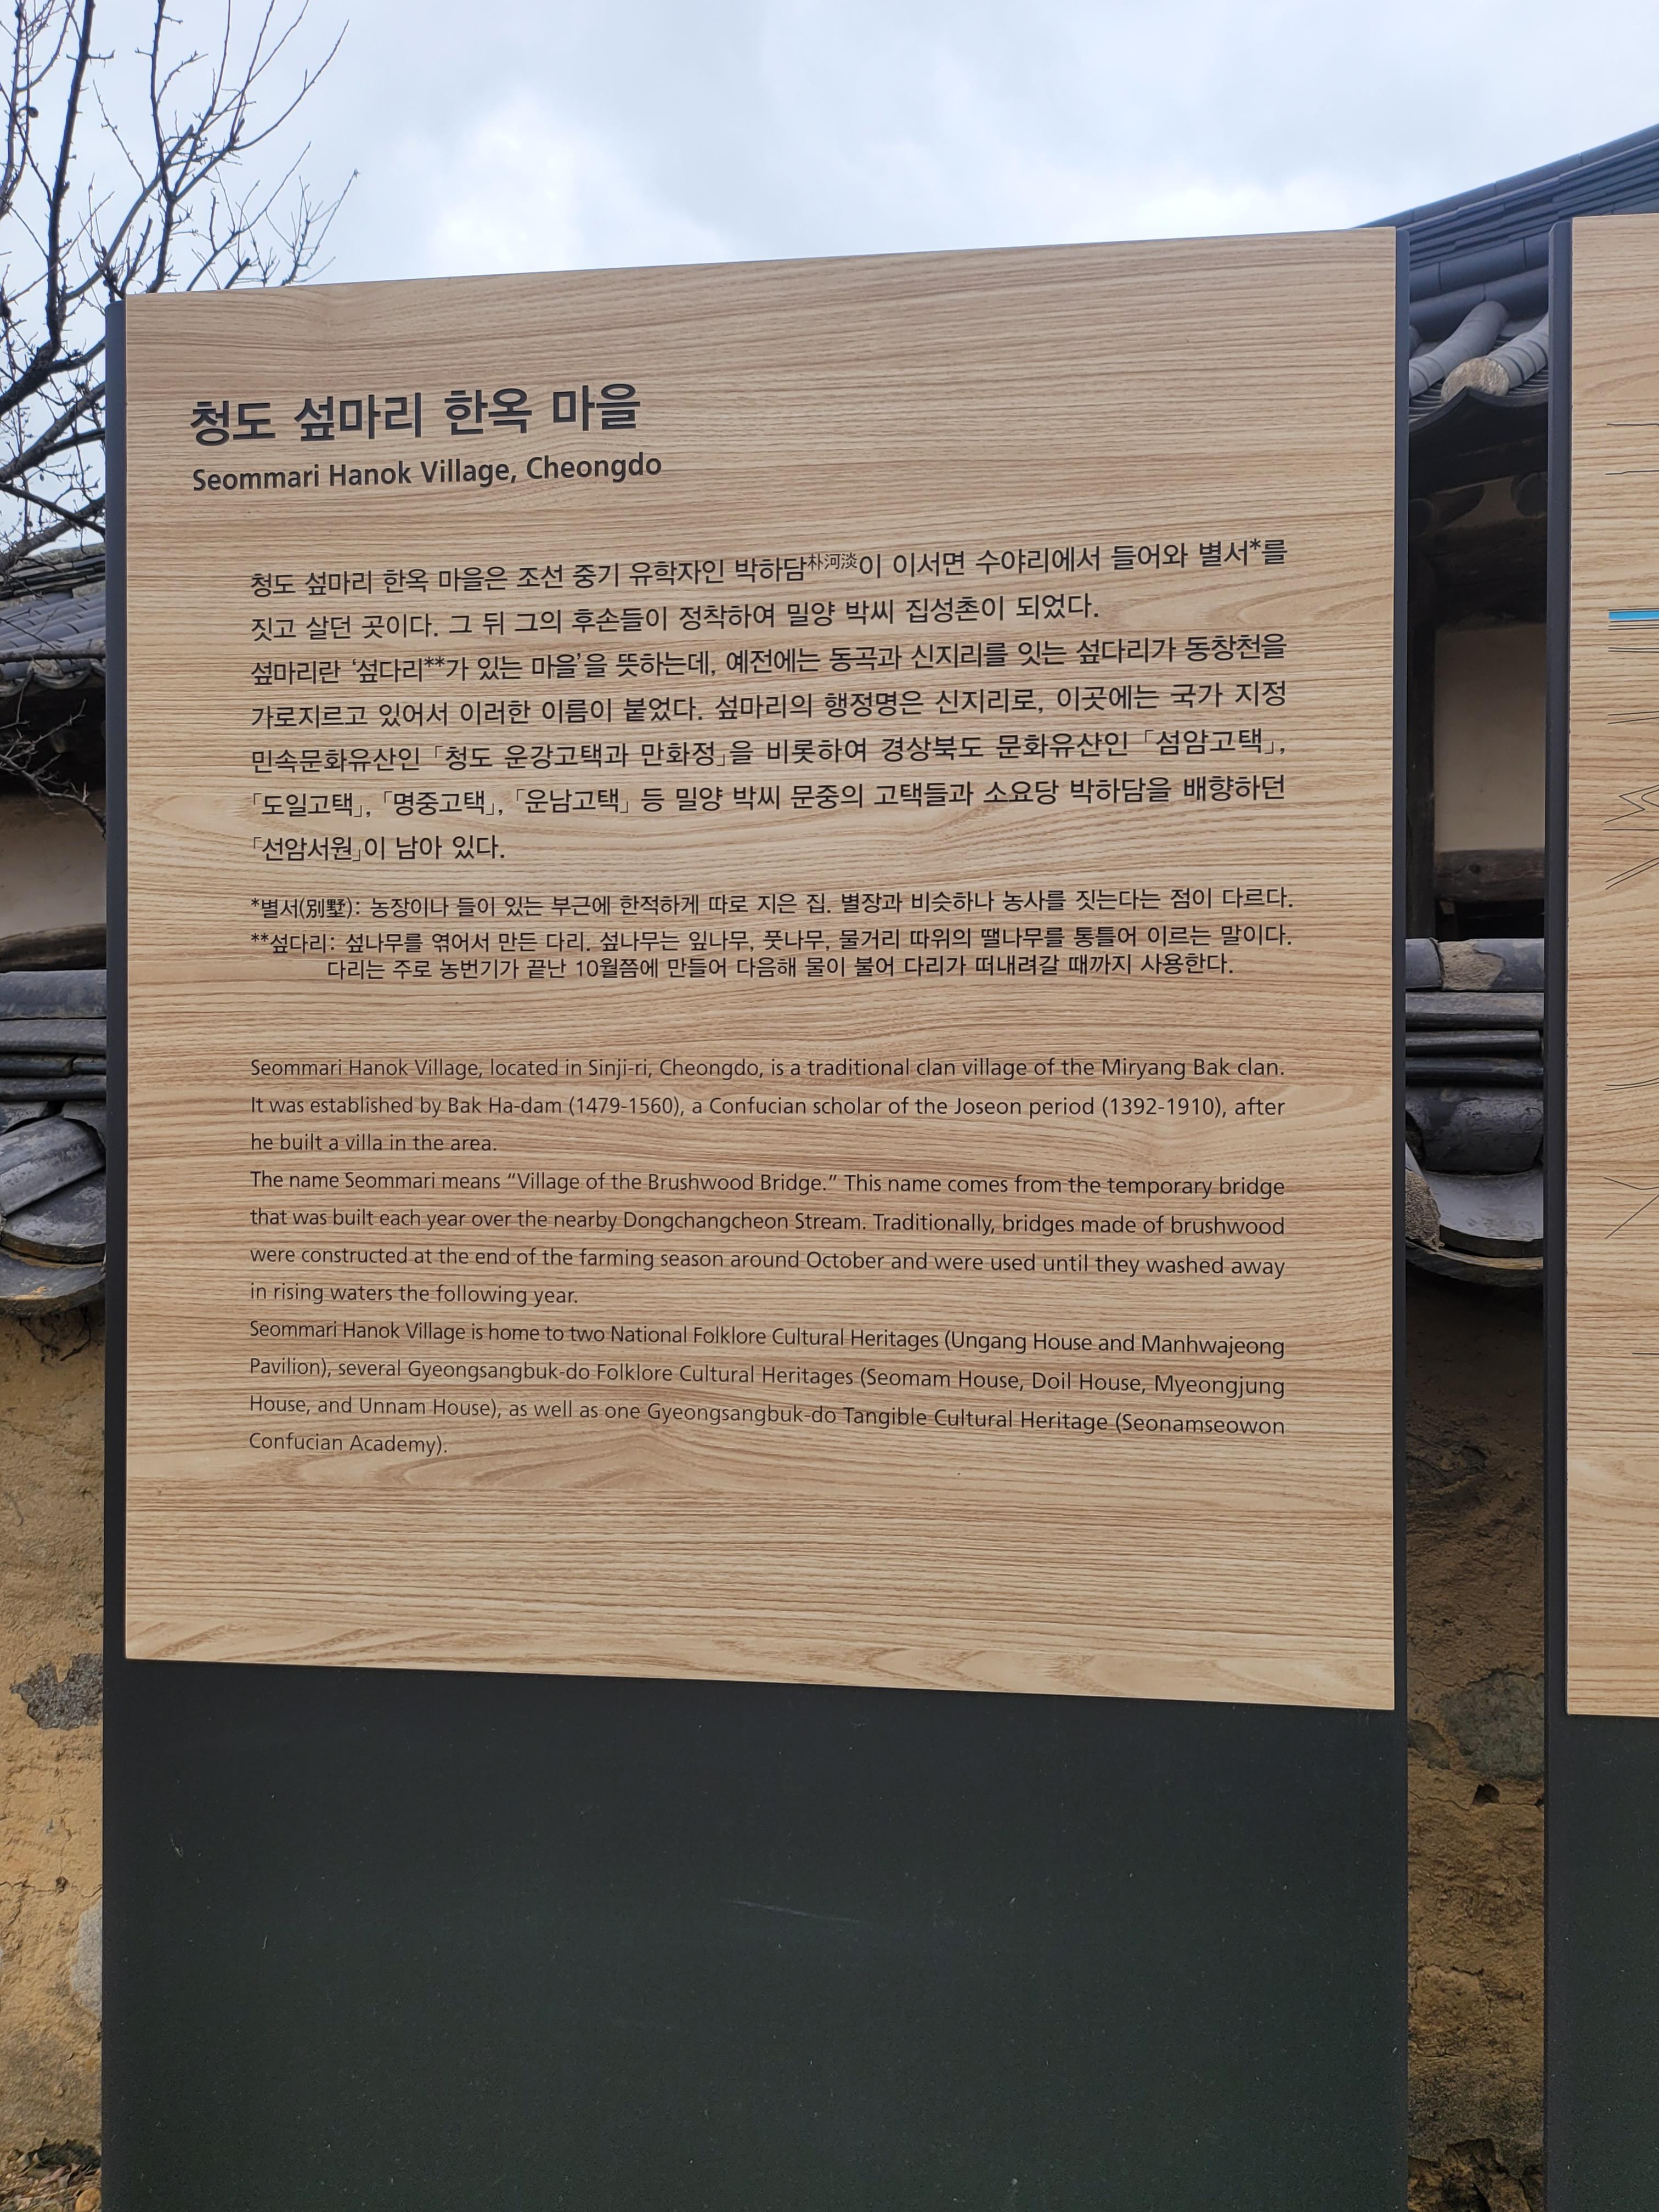 청도 섶마리 한옥 마을
Seommari Hanok Village, Cheongdo
청도 섶마리 한옥 마을은 조선 중기 유학자인 박하담朴河淡이 이서면 수야리에서 들어와 별서*를
짓고 살던 곳이다. 그 뒤 그의 후손들이 정착하여 밀양 박씨 집성촌이 되었다.
섶마리란 ‘섶다리**가 있는 마을’을 뜻하는데, 예전에는 동곡과 신지리를 잇는 섶다리가 동창천을
가로지르고 있어서 이러한 이름이 붙었다. 섶마리의 행정명은 신지리로, 이곳에는 국가 지정
민속문화유산인 「청도 운강고택과 만화정」을 비롯하여 경상북도 문화유산인 「섬암고택」,
「도일고택」, 「명중고택」, 「운남고택」 등 밀양 박씨 문중의 고택들과 소요당 박하담을 배향하던
「선암서원」이 남아 있다.
*별서(別墅): 농장이나 들이 있는 부근에 한적하게 따로 지은 집. 별장과 비슷하나 농사를 짓는다는 점이 다르다.
**섶다리: 섶나무를 엮어서 만든 다리. 섶나무는 잎나무, 풋나무, 물거리 따위의 땔나무를 통틀어 이르는 말이다.
다리는 주로 농번기가 끝난 10월쯤에 만들어 다음해 물이 불어 다리가 떠내려갈 때까지 사용한다.
Seommari Hanok Village, located in Sinji-ri, Cheongdo, is a traditional clan village of the Miryang Bak clan.
It was established by Bak Ha-dam (1479-1560), a Confucian scholar of the Joseon period (1392-1910), after
he built a villa in the area.
The name Seommari means “Village of the Brushwood Bridge.” This name comes from the temporary bridge
that was built each year over the nearby Dongchangcheon Stream. Traditionally, bridges made of brushwood
were constructed at the end of the farming season around October and were used until they washed away
in rising waters the following year.
Seommari Hanok Village is home to two National Folklore Cultural Heritages (Ungang House and Manhwajeong
Pavilion), several Gyeongsangbuk-do Folklore Cultural Heritages (Seomam House, Doil House, Myeongjung
House, and Unnam House), as well as one Gyeongsangbuk-do Tangible Cultural Heritage (Seonamseowon
Confucian Academy).